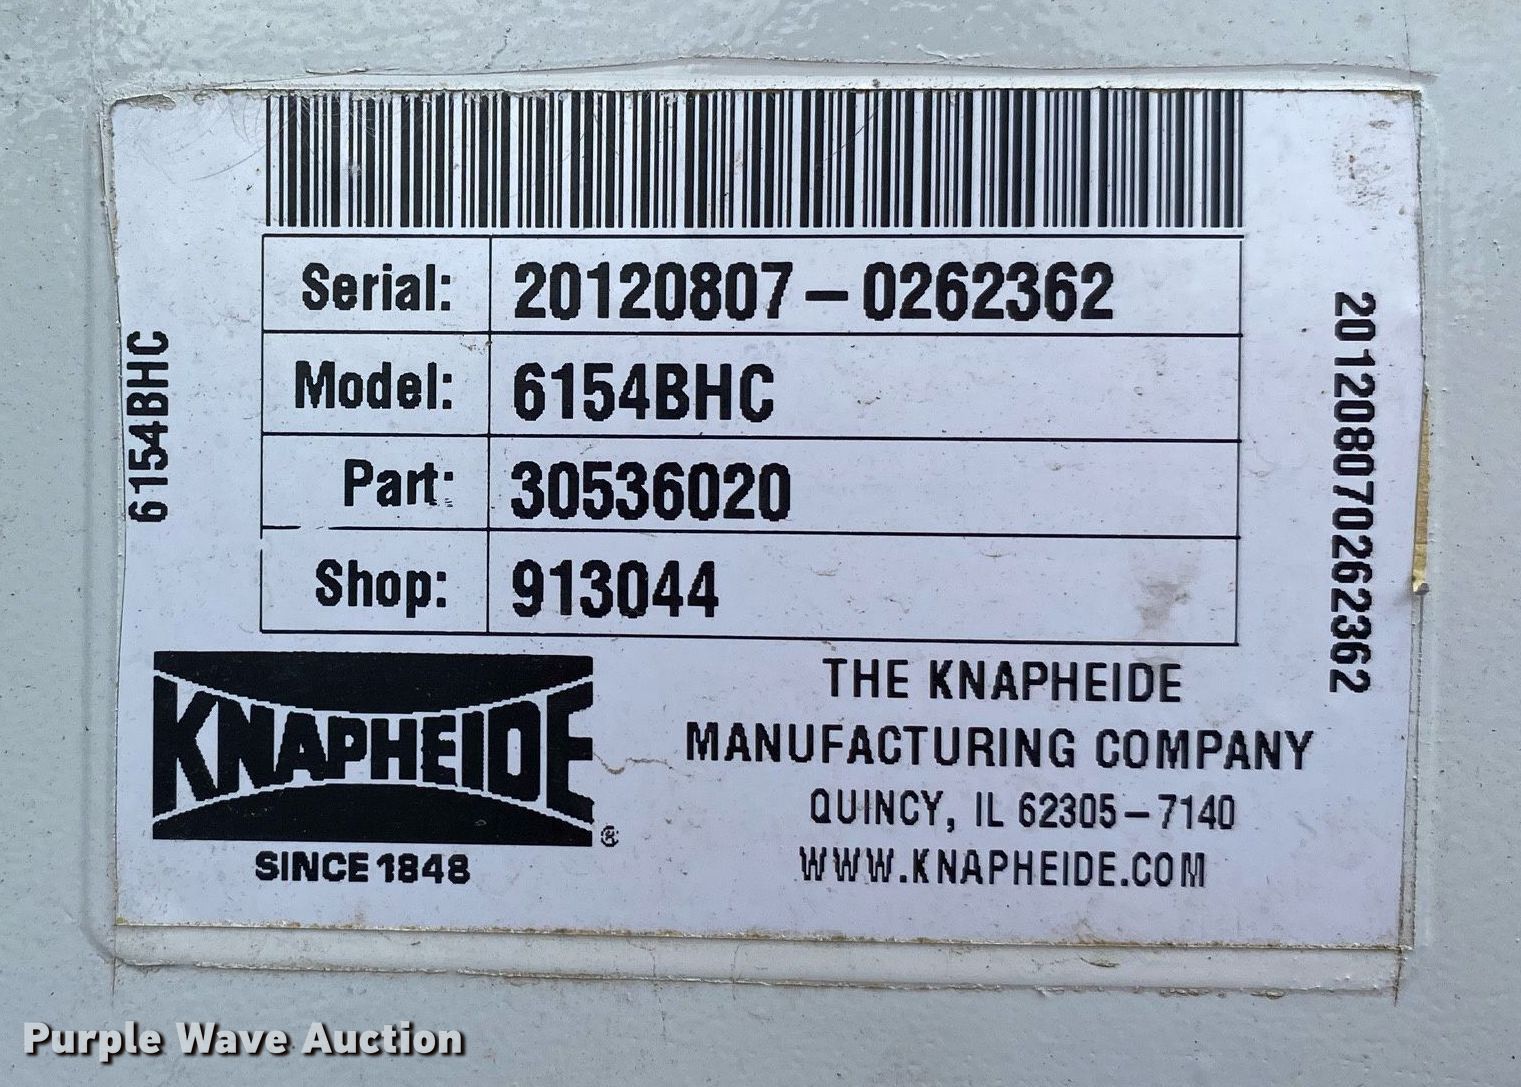 Serial: 20120807-0262362
Model: 6154BHC
Part: 30536020
Shop: 913044
6154BHC
201208070262362
KNAPHEIDE®
SINCE 1848
THE KNAPHEIDE
MANUFACTURING COMPANY
QUINCY, IL 62305-7140
WWW.KNAPHEIDE.COM
Purple Wave Auction